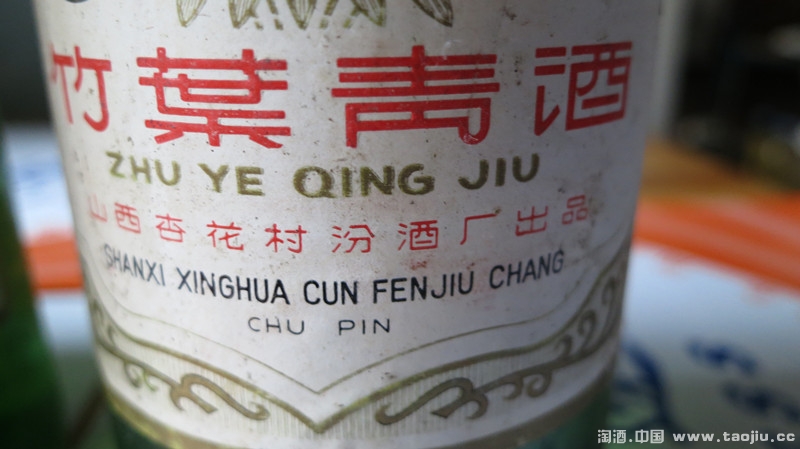 竹葉青酒
ZHU YE QING JIU
山西杏花村汾酒厂出品
SHANXI XINGHUA CUN FENJIU CHANG
CHU PIN
淘酒.中国 www.taojiu.cc